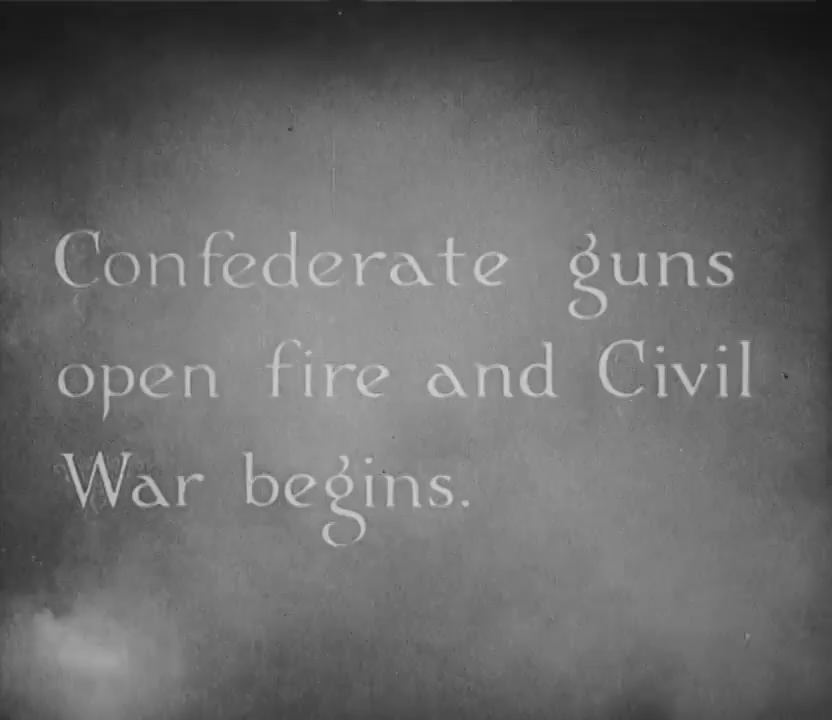 Confederate guns
open fire and Civil
War begins.